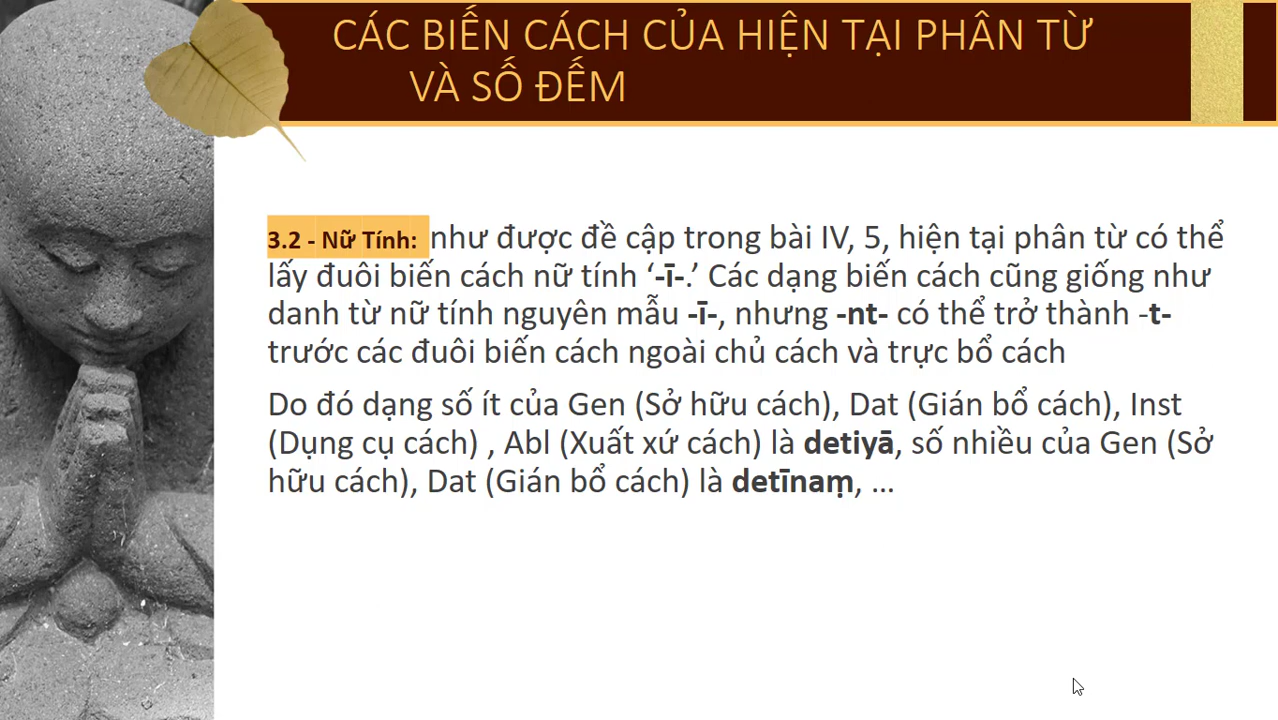 CÁC BIẾN CÁCH CỦA HIỆN TẠI PHÂN TỪ
VÀ SỐ ĐẾM
3.2 - Nữ Tính: như được đề cập trong bài IV, 5, hiện tại phân từ có thể
lấy đuôi biến cách nữ tính ‘-ī-.’ Các dạng biến cách cũng giống như
danh từ nữ tính nguyên mẫu -ī-, nhưng -nt- có thể trở thành -t-
trước các đuôi biến cách ngoài chủ cách và trực bổ cách
Do đó dạng số ít của Gen (Sở hữu cách), Dat (Gián bổ cách), Inst
(Dụng cụ cách) , Abl (Xuất xứ cách) là detiyā, số nhiều của Gen (Sở
hữu cách), Dat (Gián bổ cách) là detīnaṃ, ...